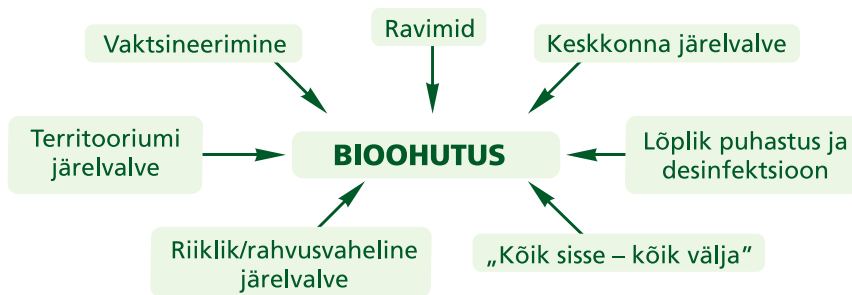 Ravimid
Vaktsineerimine
Keskkonna järelvalve
Territooriumi
järelvalve
BIOOHUTUS
Lõplik puhastus ja
desinfektsioon
Riiklik/rahvusvaheline
järelvalve
„Kõik sisse – kõik välja”